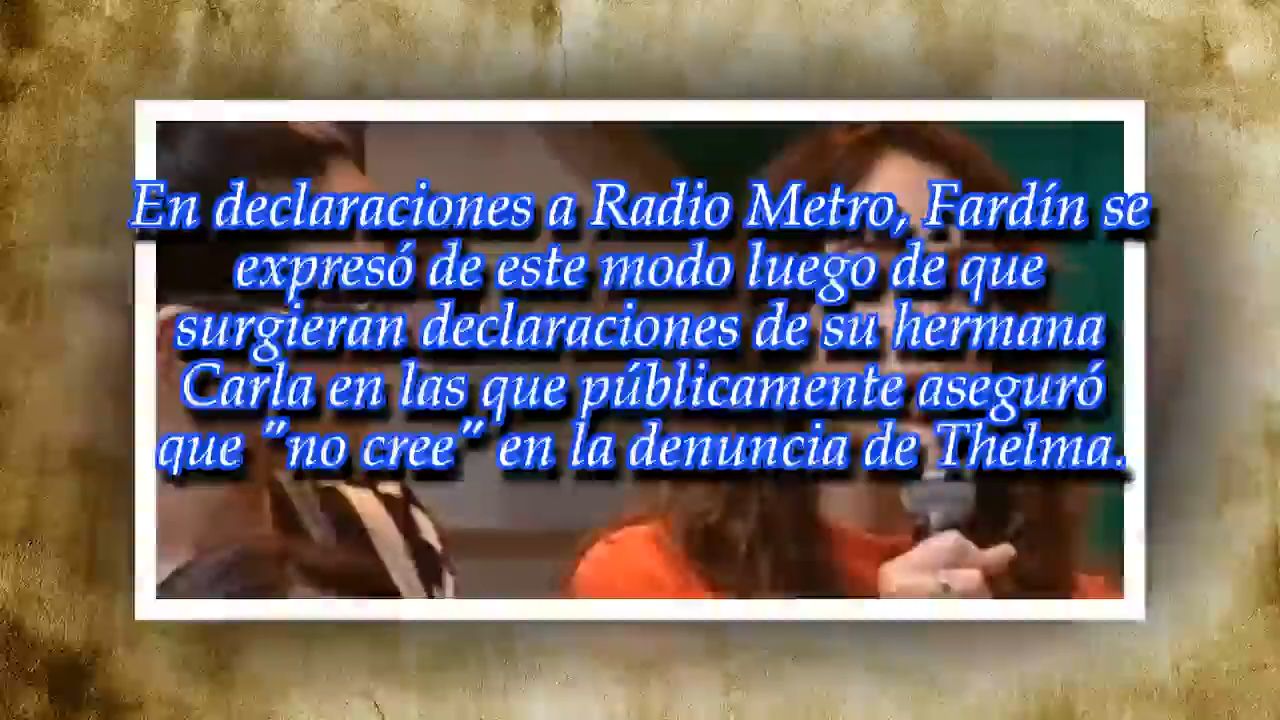 En declaraciones a Radio Metro, Fardín se
expresó de este modo luego de que
surgieran declaraciones de su hermana
Carla en las que públicamente aseguró
que "no cree" en la denuncia de Thelma.